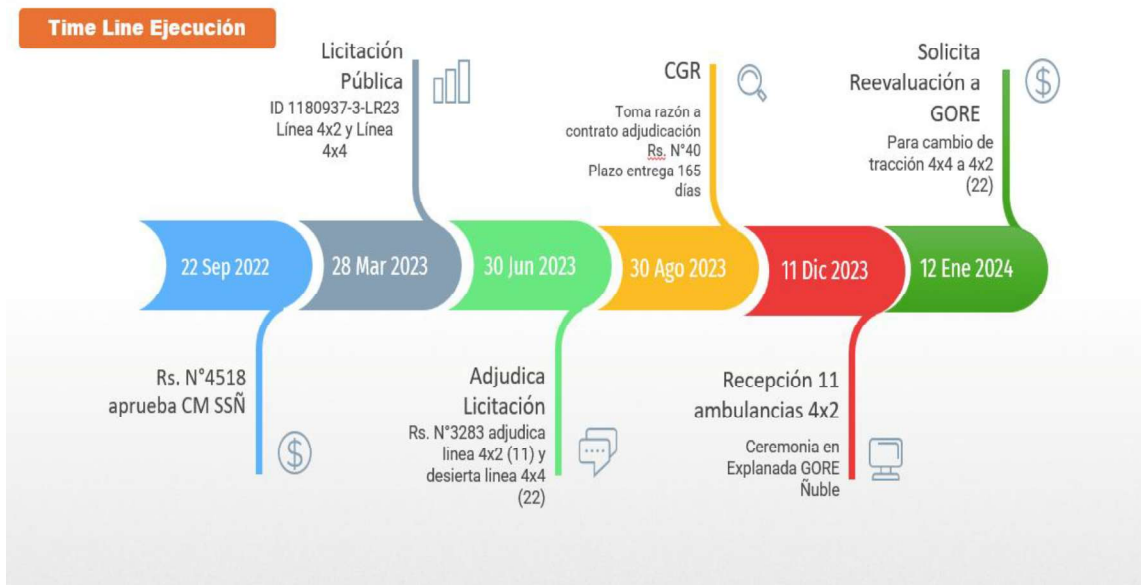 Time Line Ejecución
Licitación
Pública
ID 1180937-3-LR23
Línea 4x2 y Línea
4x4
CGR
Toma razón a
contrato adjudicación
Rs. N°40
Plazo entrega 165
días
Solicita
Reevaluación a
GORE
Para cambio de
tracción 4x4 a 4x2
(22)
22 Sep 2022
28 Mar 2023
30 Jun 2023
30 Ago 2023
11 Dic 2023
12 Ene 2024
Rs. N°4518
aprueba CM SSÑ
Adjudica
Licitación
Rs. N°3283 adjudica
linea 4x2 (11) y
desierta linea 4x4
(22)
Recepción 11
ambulancias 4x2
Ceremonia en
Explanada GORE
Ñuble